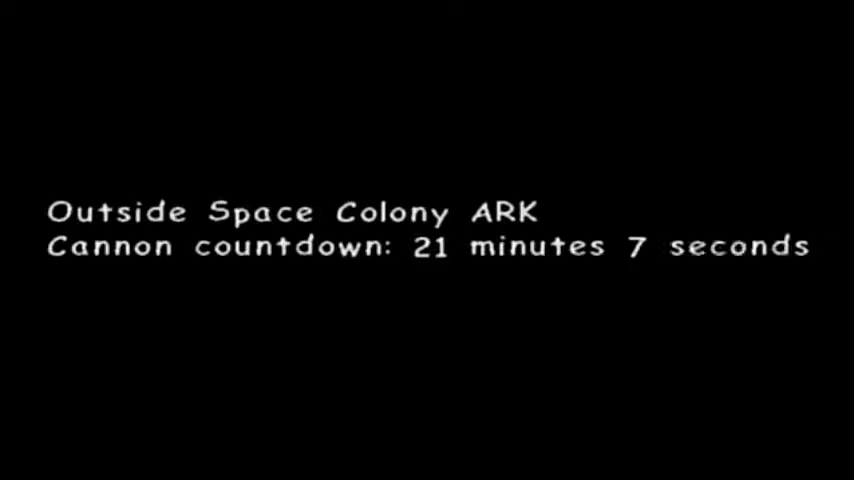 Outside Space Colony ARK
Cannon countdown: 21 minutes 7 seconds